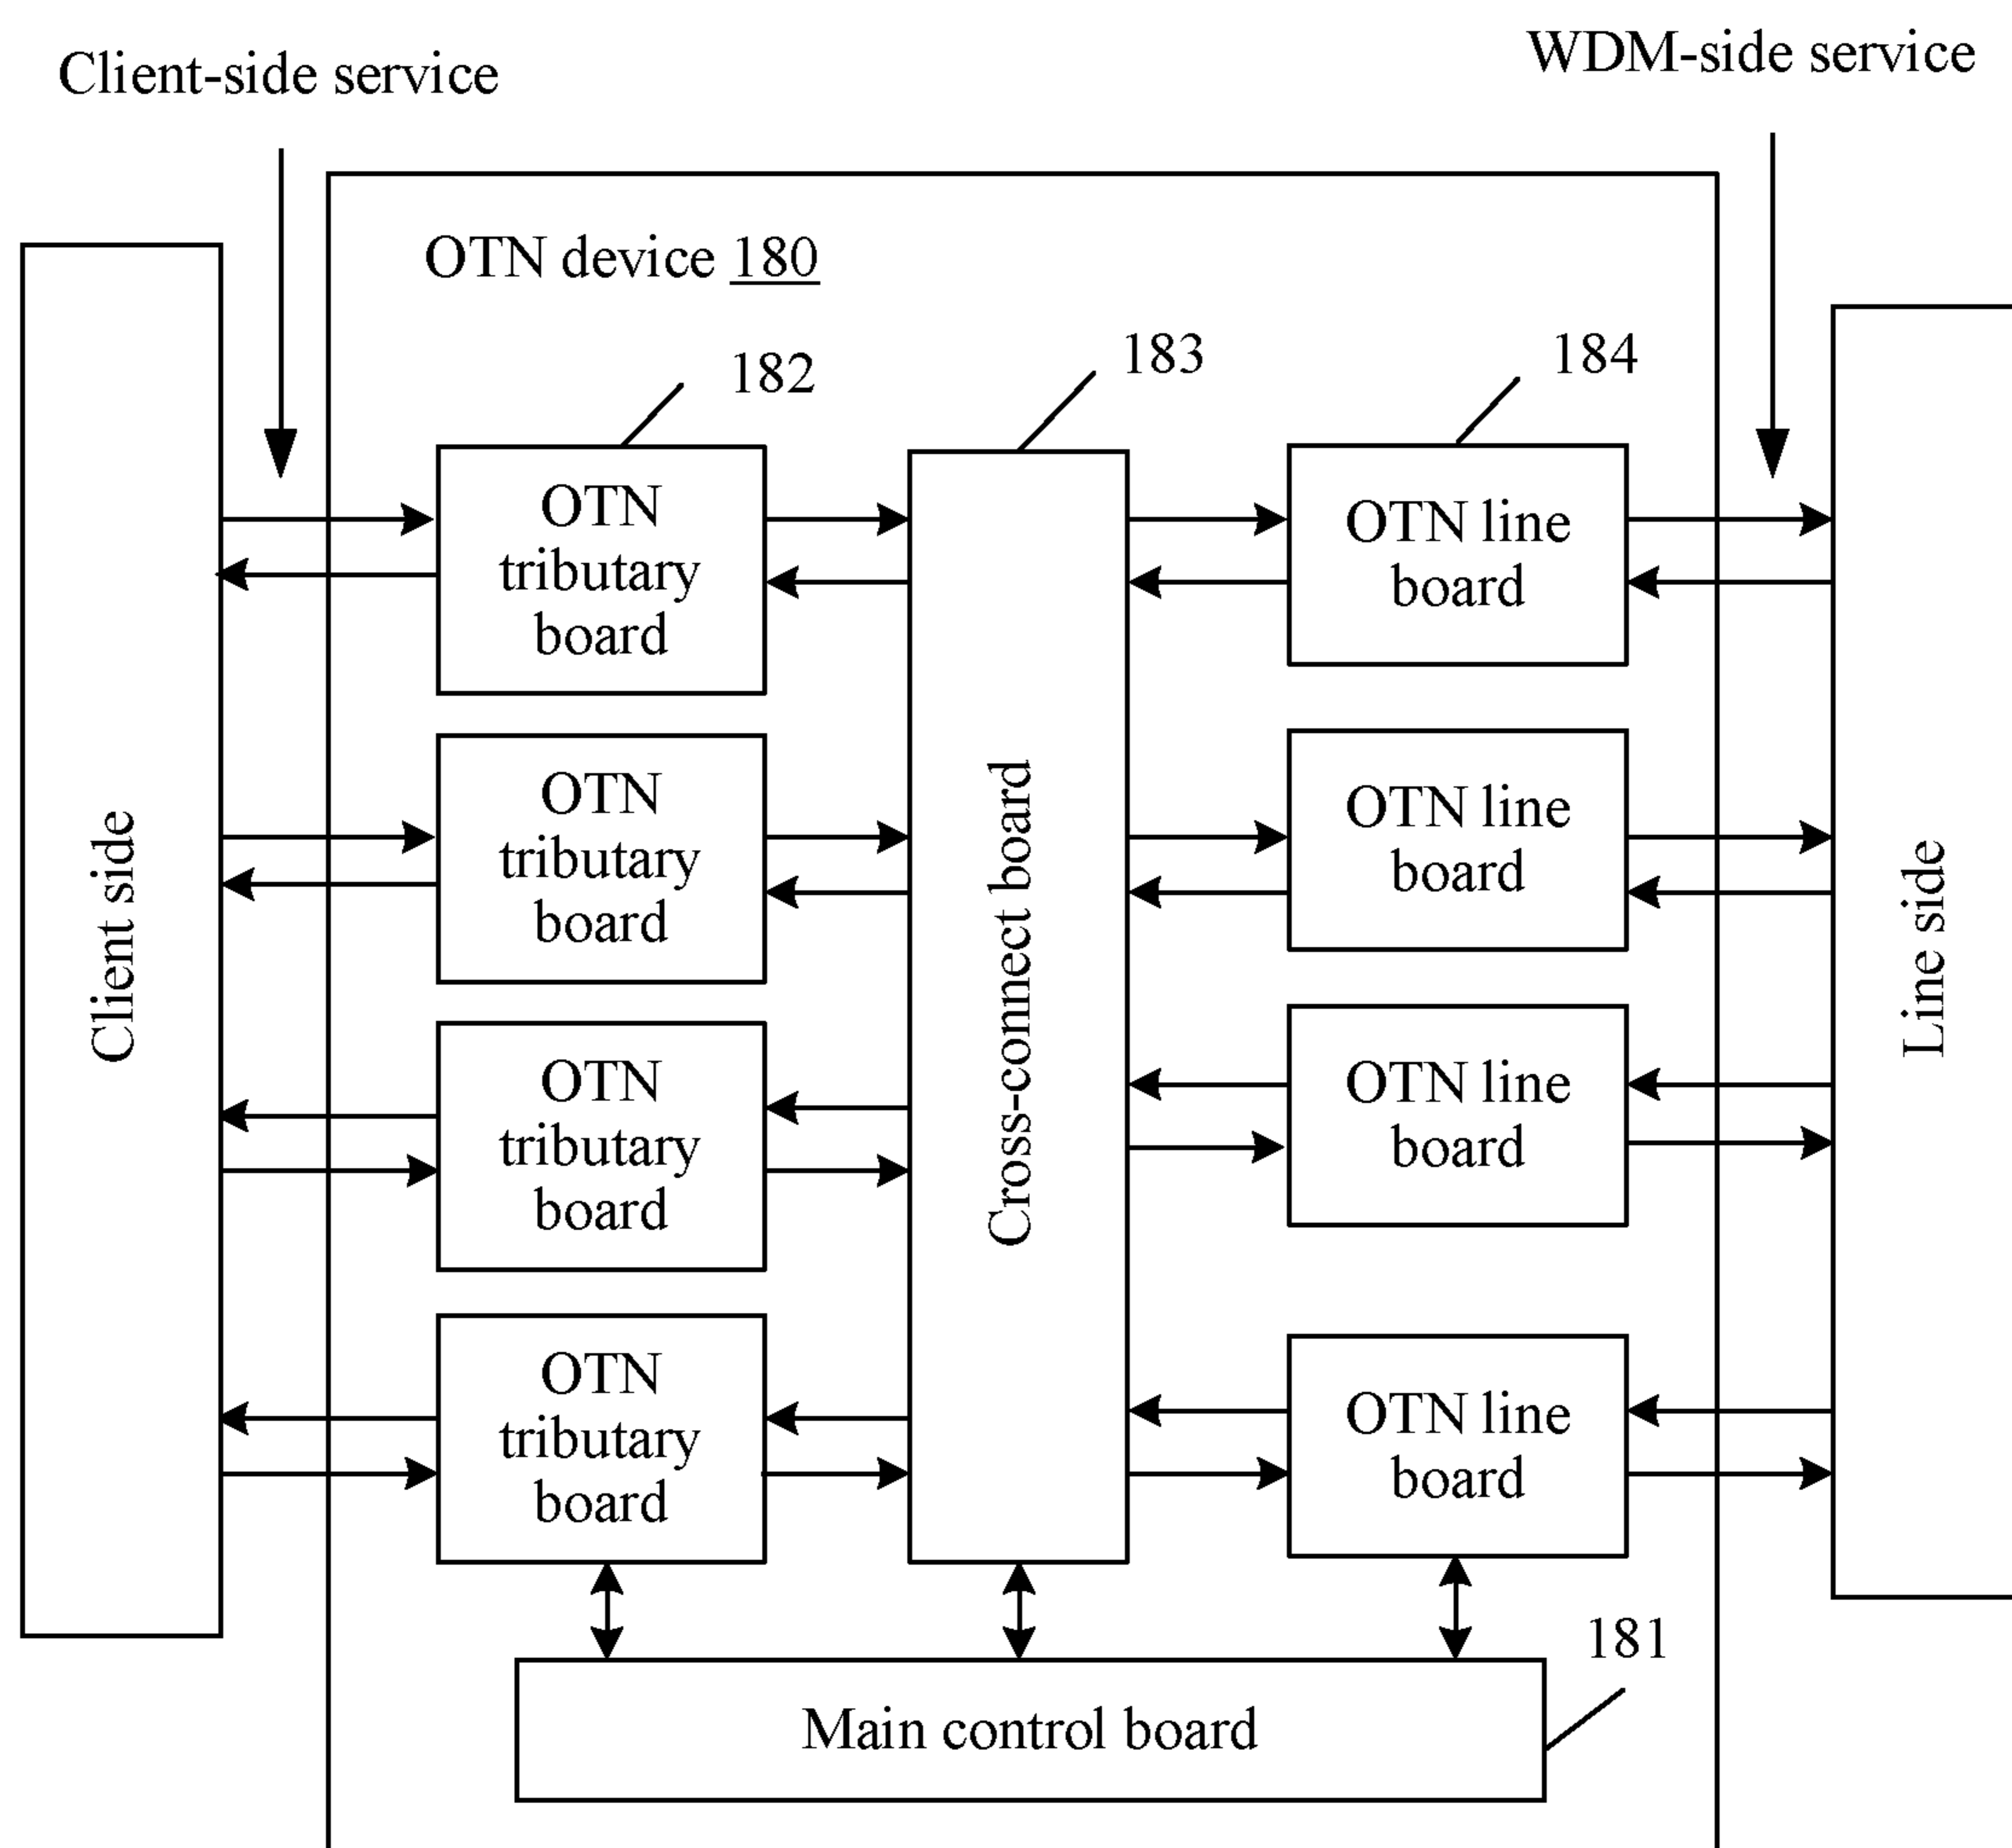 Client-side service
WDM-side service
OTN device 180
182
183
184
OTN
tributary
board
OTN line
board
OTN
tributary
board
OTN line
board
OTN
tributary
board
OTN line
board
OTN
tributary
board
OTN line
board
Client side
Cross-connect board
Line side
181
Main control board